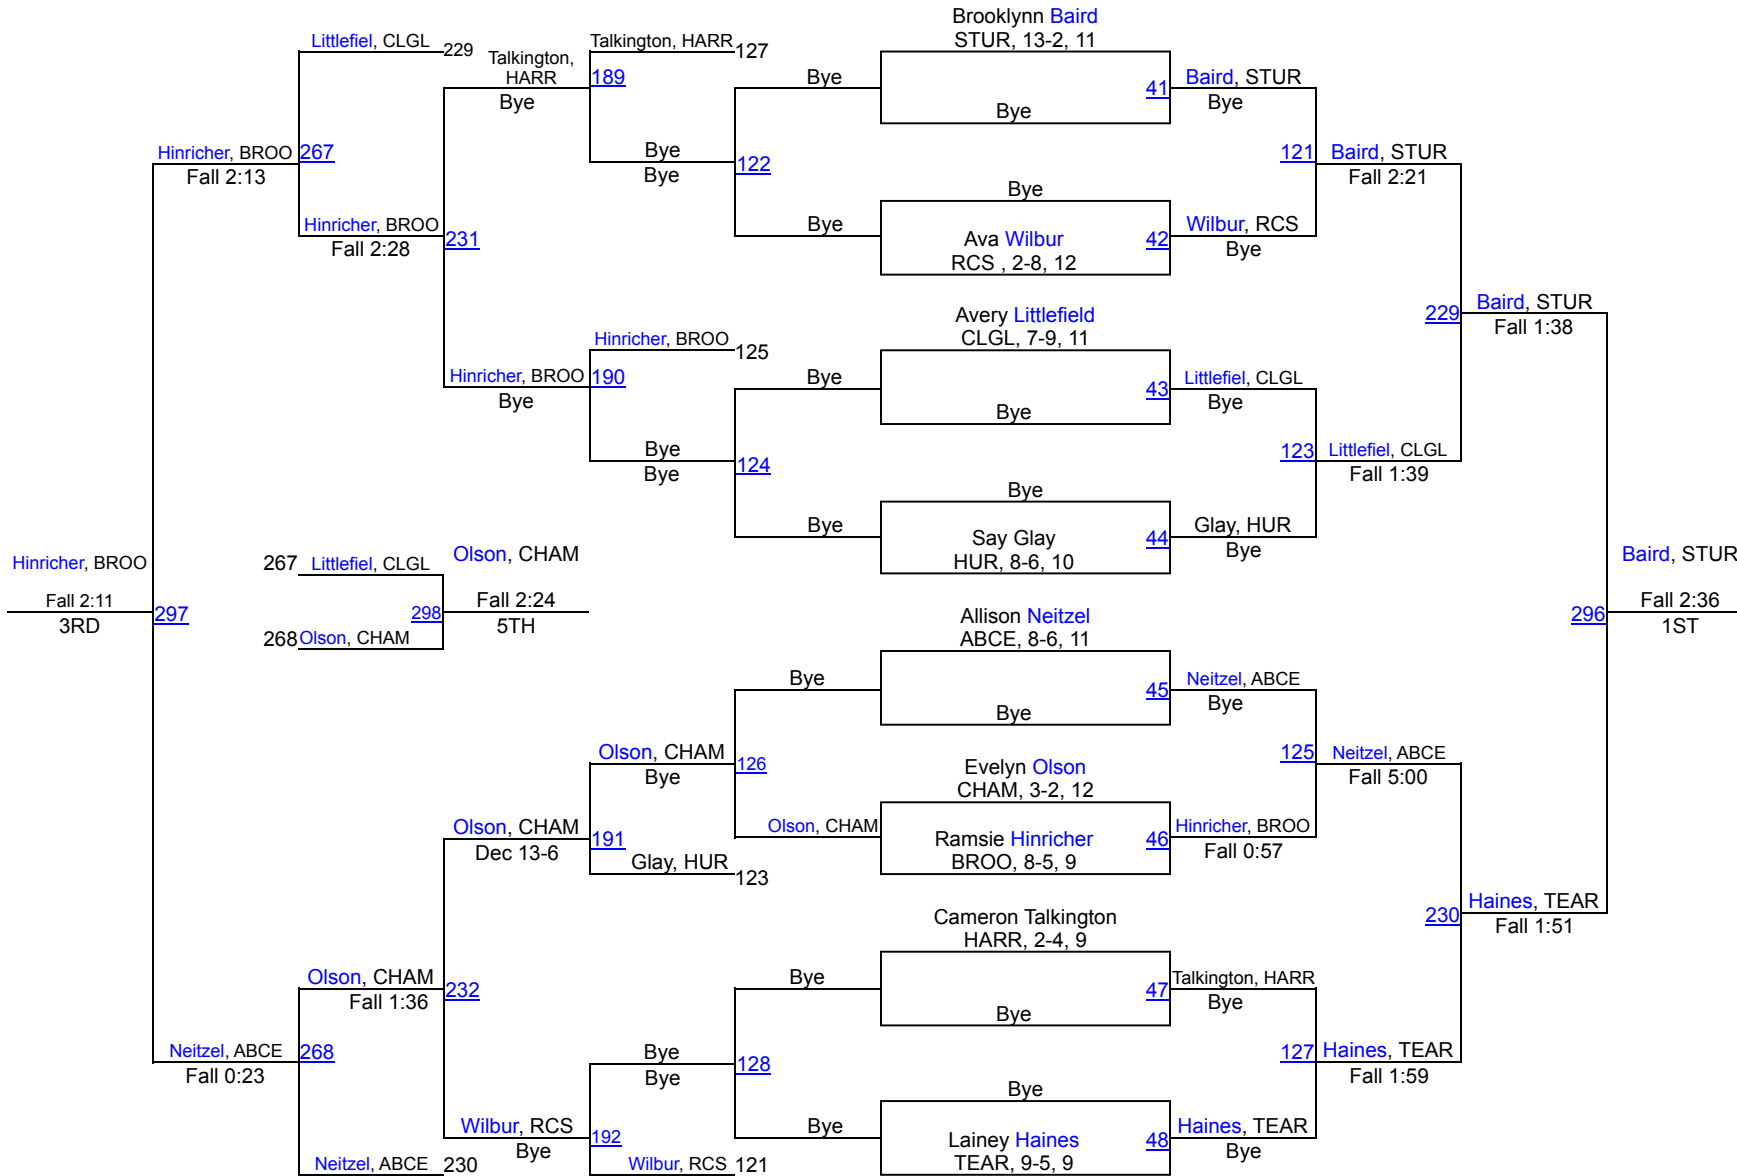 Brooklynn Baird
STUR, 13-2, 11
Littlefiel, CLGL
229
Talkington,
HARR
Bye
Talkington, HARR
127
189
Bye
41
Baird, STUR
Bye
Bye
Hinricher, BROO
267
Fall 2:13
Bye
Bye
122
121
Baird, STUR
Fall 2:21
Bye
Hinricher, BROO
231
Fall 2:28
Bye
Ava Wilbur
RCS , 2-8, 12
42
Wilbur, RCS
Bye
Avery Littlefield
CLGL, 7-9, 11
229
Baird, STUR
Fall 1:38
Hinricher, BROO
125
Hinricher, BROO
190
Bye
Bye
43
Littlefiel, CLGL
Bye
Bye
Bye
Bye
124
123
Littlefiel, CLGL
Fall 1:39
Bye
Bye
Say Glay
HUR, 8-6, 10
44
Glay, HUR
Bye
Hinricher, BROO
Fall 2:11
3RD
297
267
Littlefiel, CLGL
268
Olson, CHAM
298
Olson, CHAM
Fall 2:24
5TH
Baird, STUR
296
Fall 2:36
1ST
Allison Neitzel
ABCE, 8-6, 11
Bye
45
Neitzel, ABCE
Bye
Bye
Olson, CHAM
126
Bye
Evelyn Olson
CHAM, 3-2, 12
125
Neitzel, ABCE
Fall 5:00
Olson, CHAM
191
Dec 13-6
Olson, CHAM
Ramsie Hinricher
BROO, 8-5, 9
46
Hinricher, BROO
Fall 0:57
Glay, HUR
123
Cameron Talkington
HARR, 2-4, 9
230
Haines, TEAR
Fall 1:51
Olson, CHAM
232
Fall 1:36
Bye
47
Talkington, HARR
Bye
Bye
Neitzel, ABCE
268
Fall 0:23
Bye
Bye
128
127
Haines, TEAR
Fall 1:59
Bye
Wilbur, RCS
192
Bye
Bye
Lainey Haines
TEAR, 9-5, 9
48
Haines, TEAR
Bye
Neitzel, ABCE
230
Wilbur, RCS
121